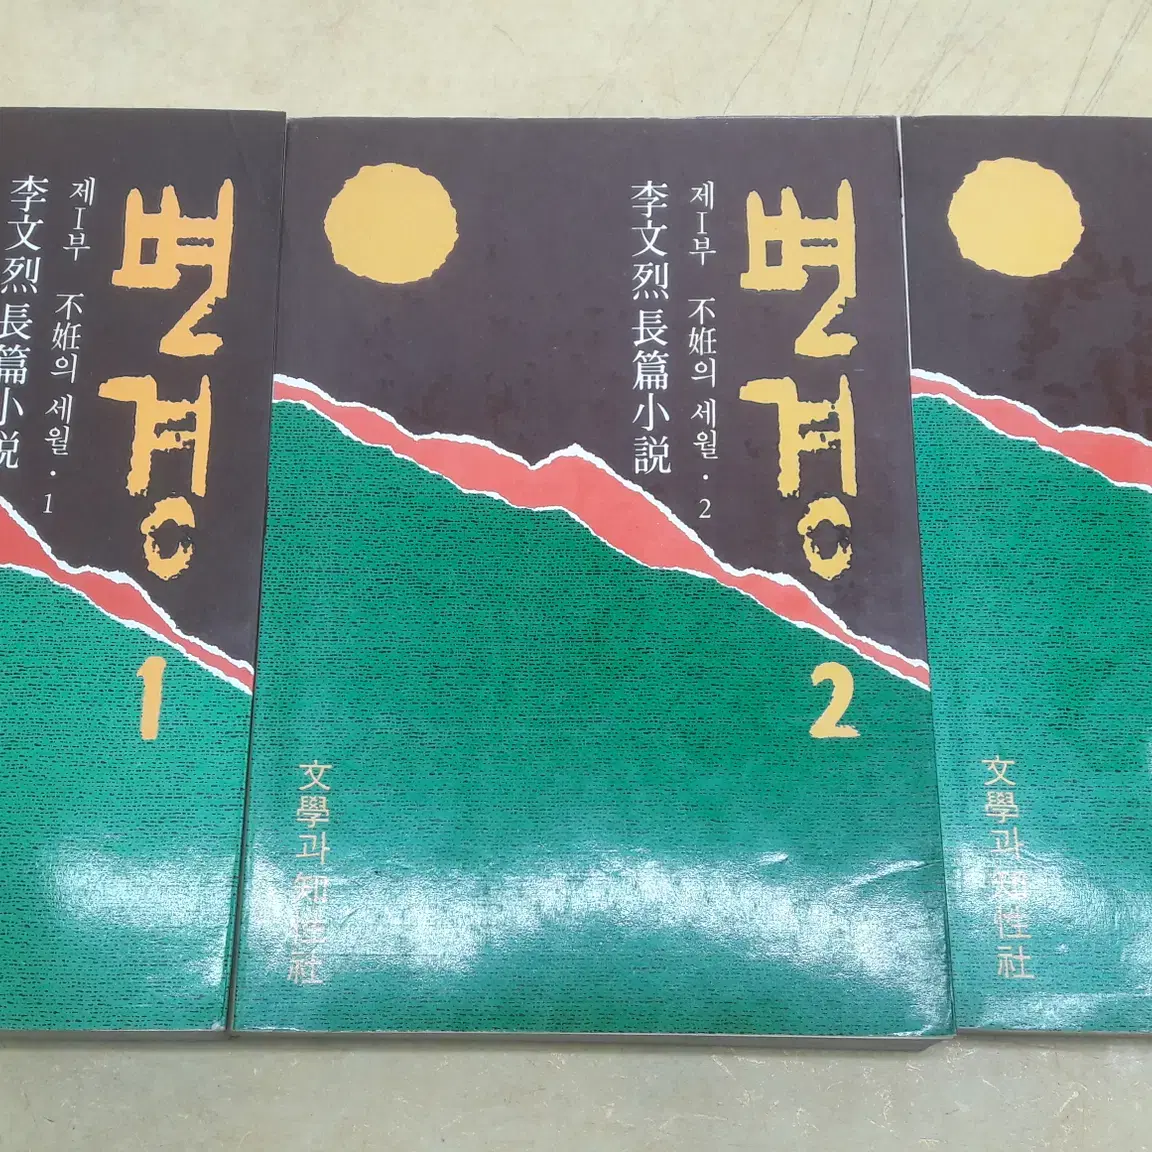 변경
제I부 不姙의 세월 · 1
李文烈長篇小説
1
변경
제I부 不姙의 세월 · 2
李文烈長篇小説
2
文學과知性社
文學과知性社